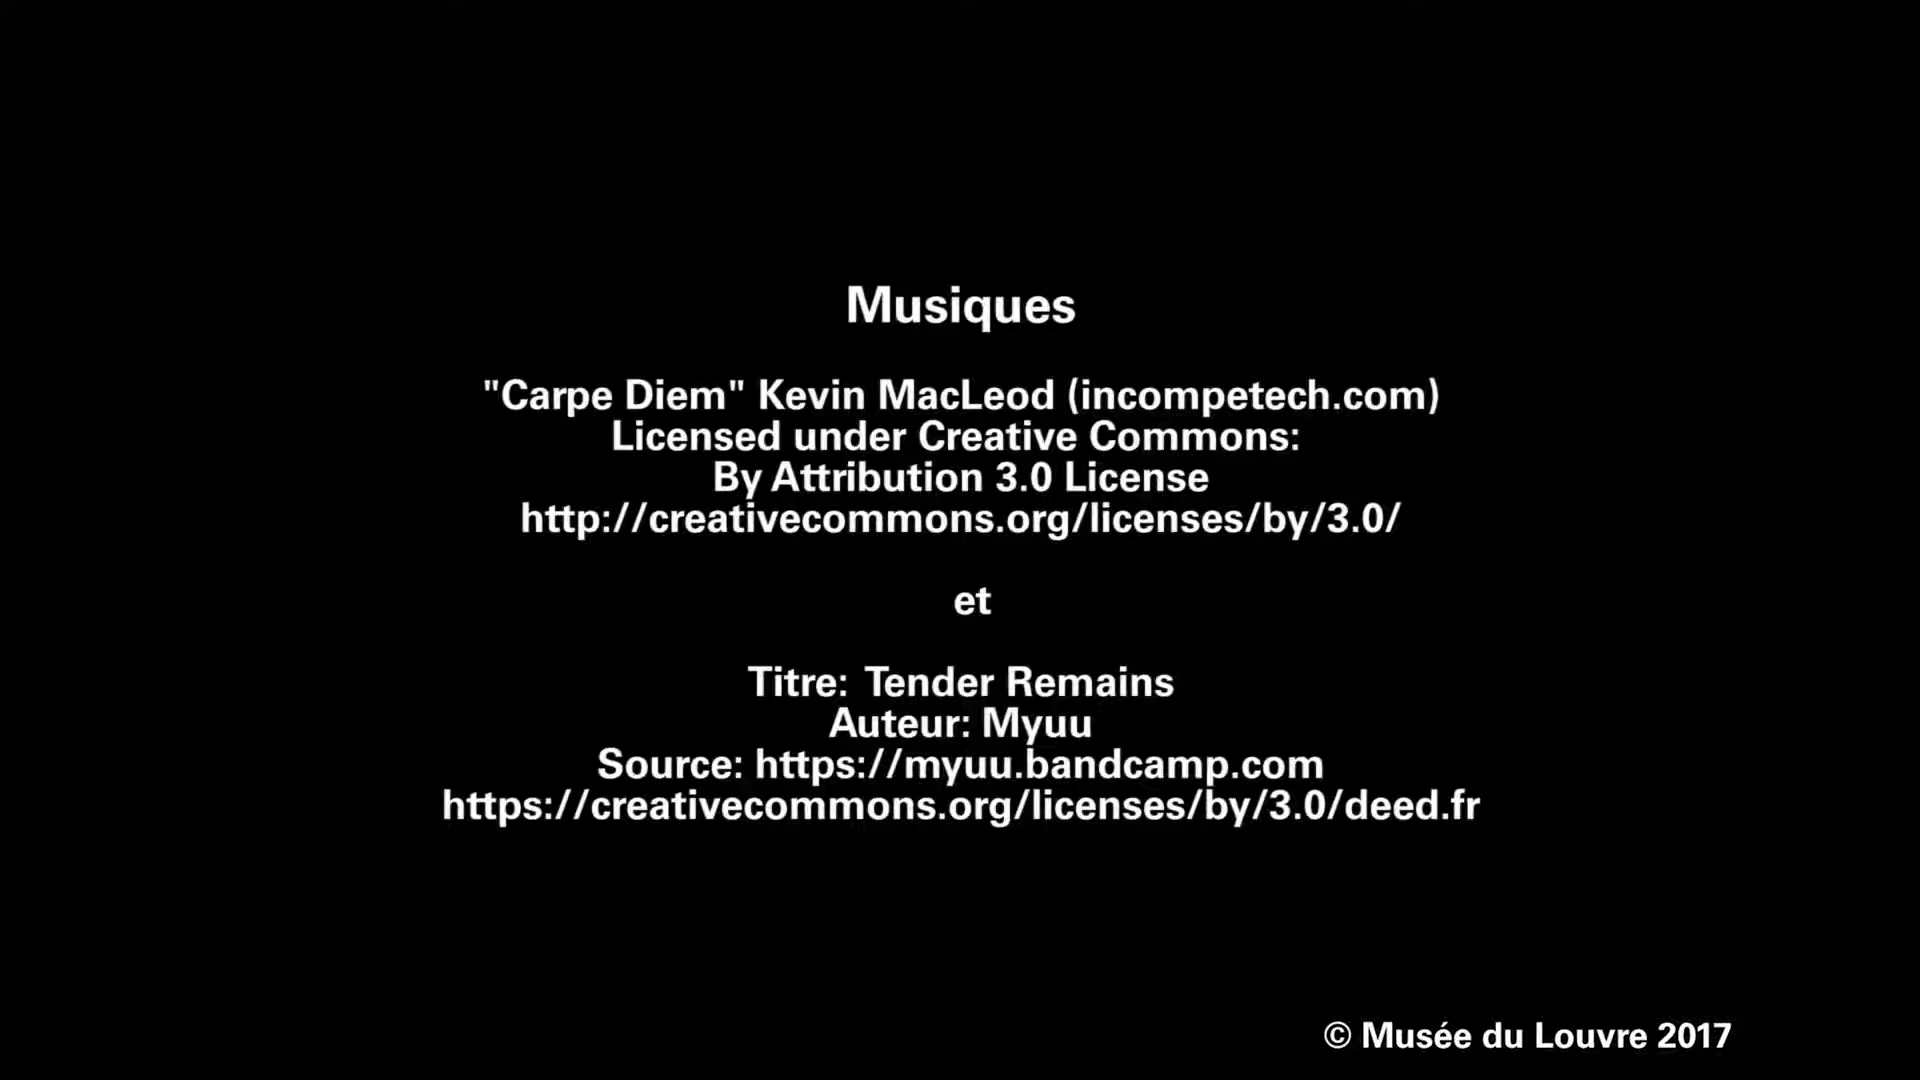 Musiques
"Carpe Diem" Kevin MacLeod (incompetech.com)
Licensed under Creative Commons:
By Attribution 3.0 License
http://creativecommons.org/licenses/by/3.0/
et
Titre: Tender Remains
Auteur: Myuu
Source: https://myuu.bandcamp.com
https://creativecommons.org/licenses/by/3.0/deed.fr
© Musée du Louvre 2017